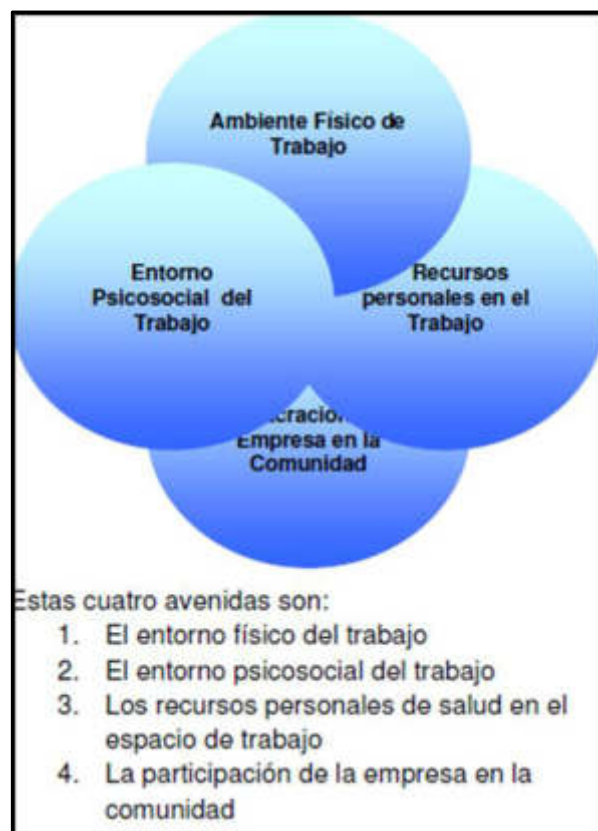 Ambiente Físico de
Trabajo
Entorno
Psicosocial del
Trabajo
Recursos
personales en el
Trabajo
Empresa en la
Comunidad
Estas cuatro avenidas son:
1. El entorno físico del trabajo
2. El entorno psicosocial del trabajo
3. Los recursos personales de salud en el
espacio de trabajo
4. La participación de la empresa en la
comunidad